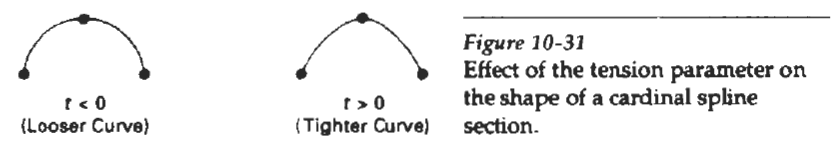 t < 0
(Looser Curve)
t > 0
(Tighter Curve)
Figure 10-31
Effect of the tension parameter on
the shape of a cardinal spline
section.